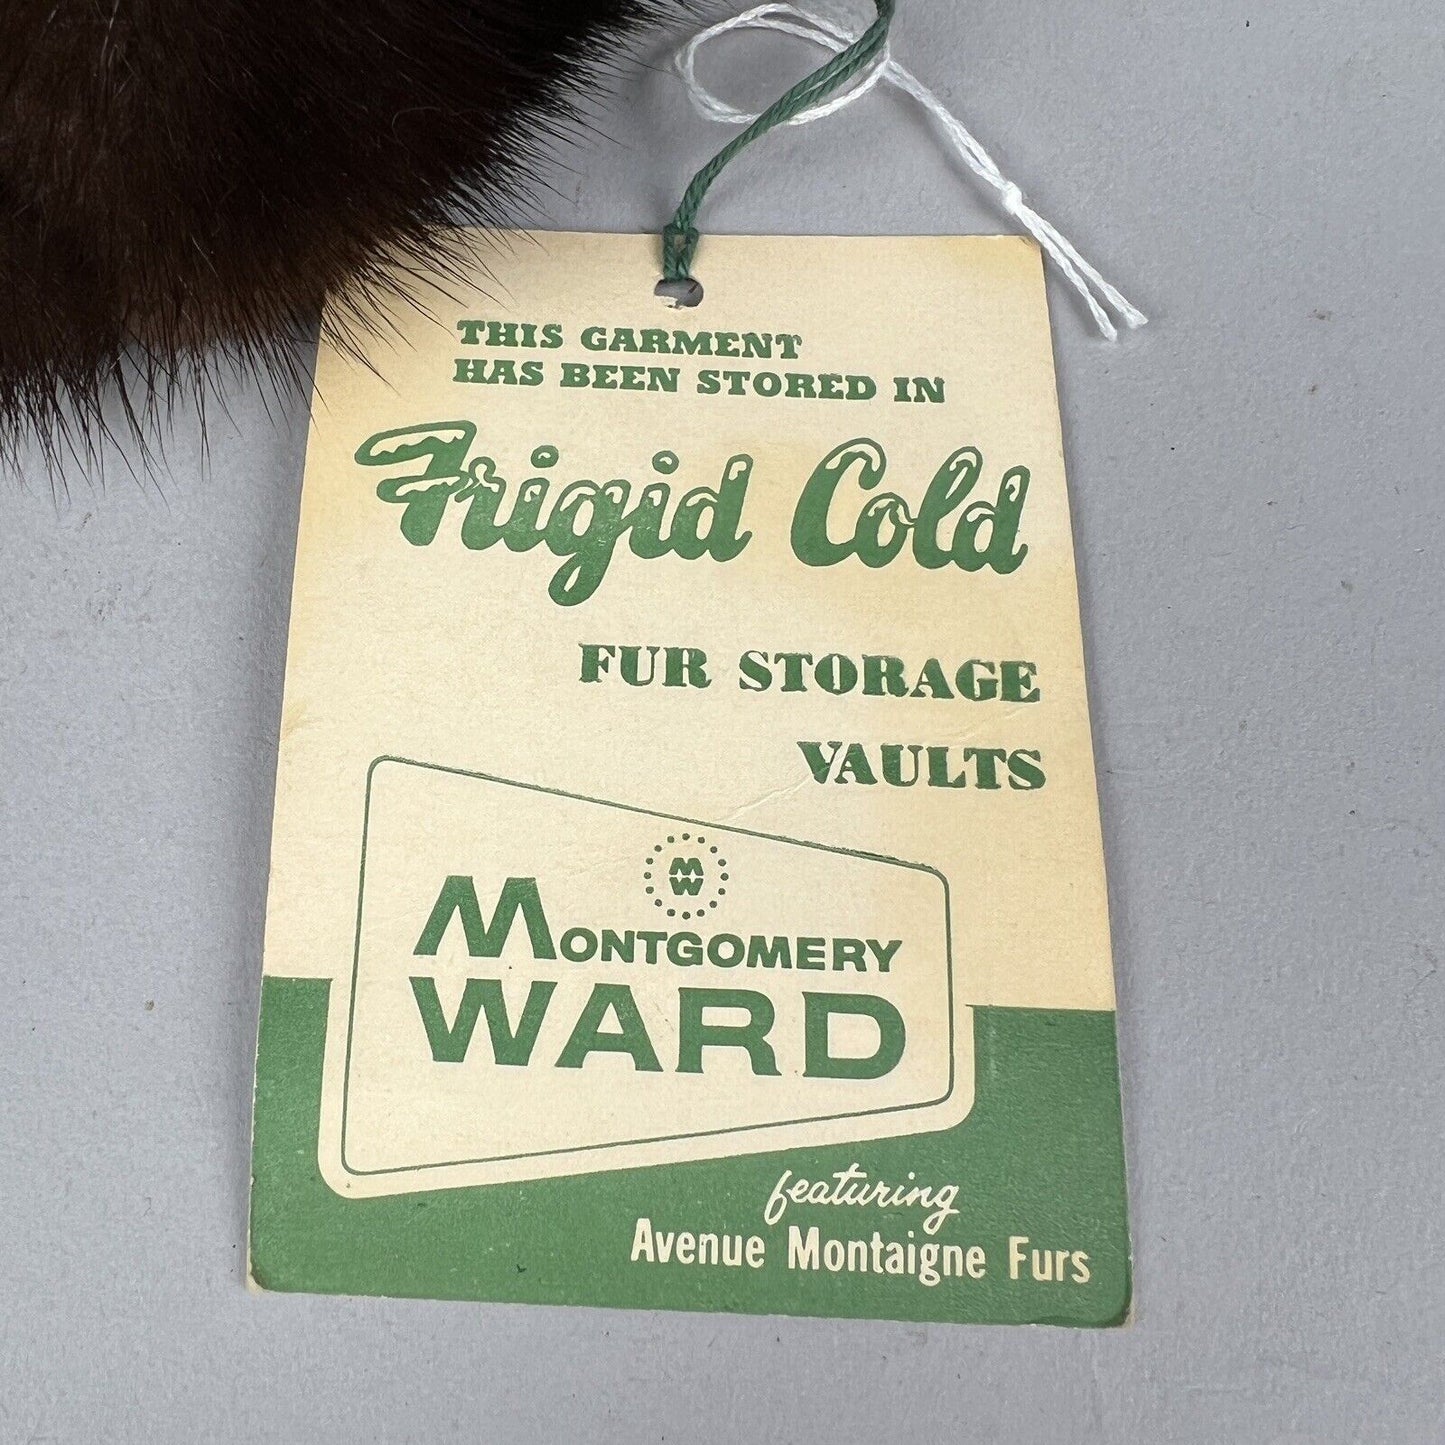 THIS GARMENT
HAS BEEN STORED IN
Frigid Cold
FUR STORAGE
VAULTS
MW
MONTGOMERY
WARD
featuring
Avenue Montaigne Furs